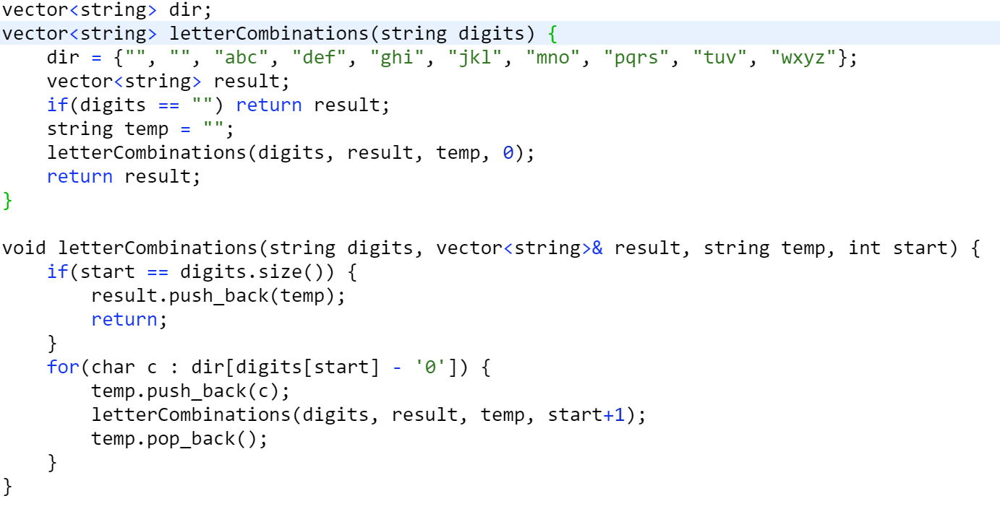 vector<string> dir;
vector<string> letterCombinations(string digits) {
    dir = {"", "", "abc", "def", "ghi", "jkl", "mno", "pqrs", "tuv", "wxyz"};
    vector<string> result;
    if(digits == "") return result;
    string temp = "";
    letterCombinations(digits, result, temp, 0);
    return result;
}

void letterCombinations(string digits, vector<string>& result, string temp, int start) {
    if(start == digits.size()) {
        result.push_back(temp);
        return;
    }
    for(char c : dir[digits[start] - '0']) {
        temp.push_back(c);
        letterCombinations(digits, result, temp, start+1);
        temp.pop_back();
    }
}